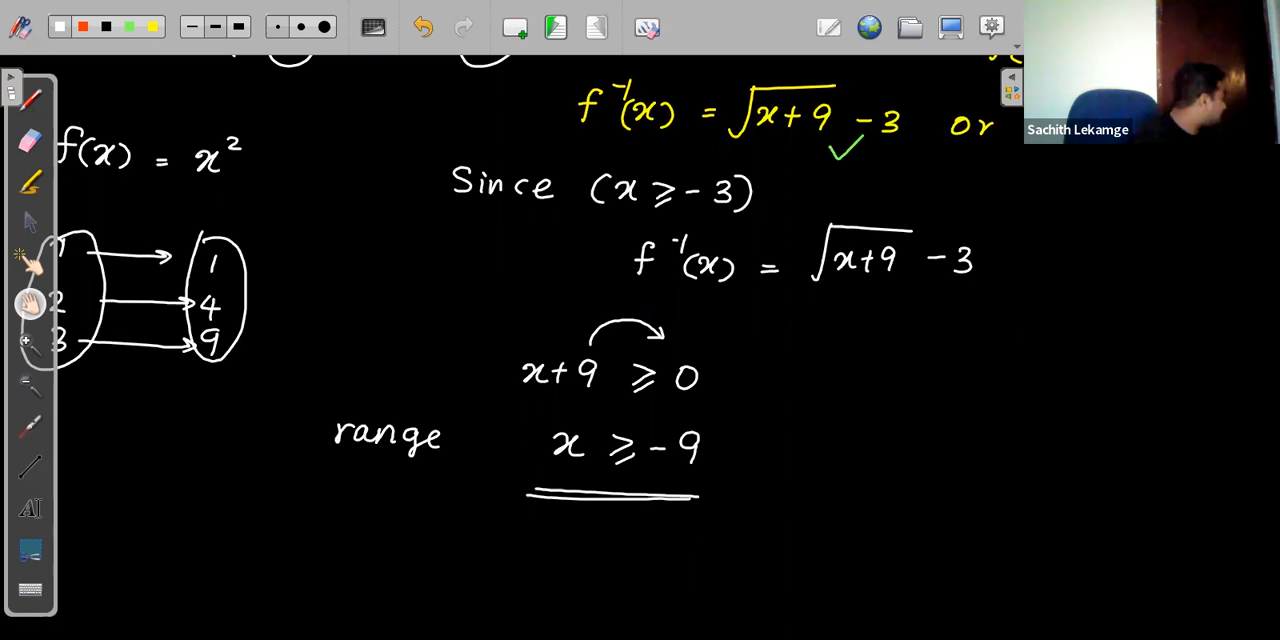 f⁻¹(x) = √(x+9) - 3 or
Sachith Lekamge
f(x) = x²
Since (x ≥ -3)
f⁻¹(x) = √(x+9) - 3
1 1
2 4
3 9
x+9 ≥ 0
range x ≥ -9
AI